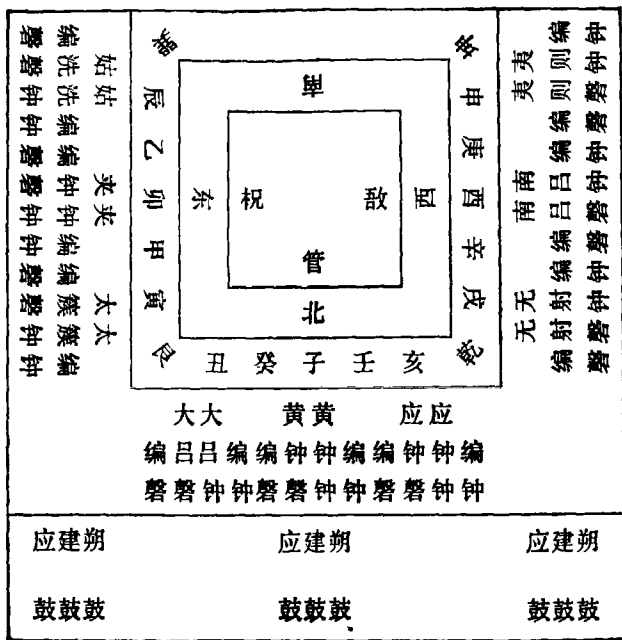 磬磬钟钟磬磬钟钟磬磬钟钟
编洗洗编编钟钟编编簇簇编
姑姑 夹夹 太太
巽 坤
辰乙卯甲寅
东
祝 敔
管
西
北
申庚酉辛戌
艮 丑 癸 子 壬 亥 乾
夷夷 南南 无无
编则则编编吕吕编编射射编
钟钟磬磬钟钟磬磬钟钟磬磬
大大 黄黄 应应
编吕吕编编钟钟编编钟钟编
磬磬钟钟磬磬钟钟磬磬钟钟
应建朔 应建朔 应建朔
鼓鼓鼓 鼓鼓鼓 鼓鼓鼓